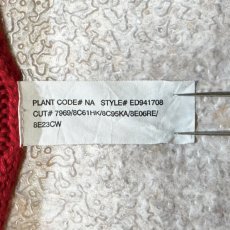 PLANT CODE# NA STYLE# ED941708
CUT# 7969/8C61HK/8C95KA/8E06RE/
8E23CW